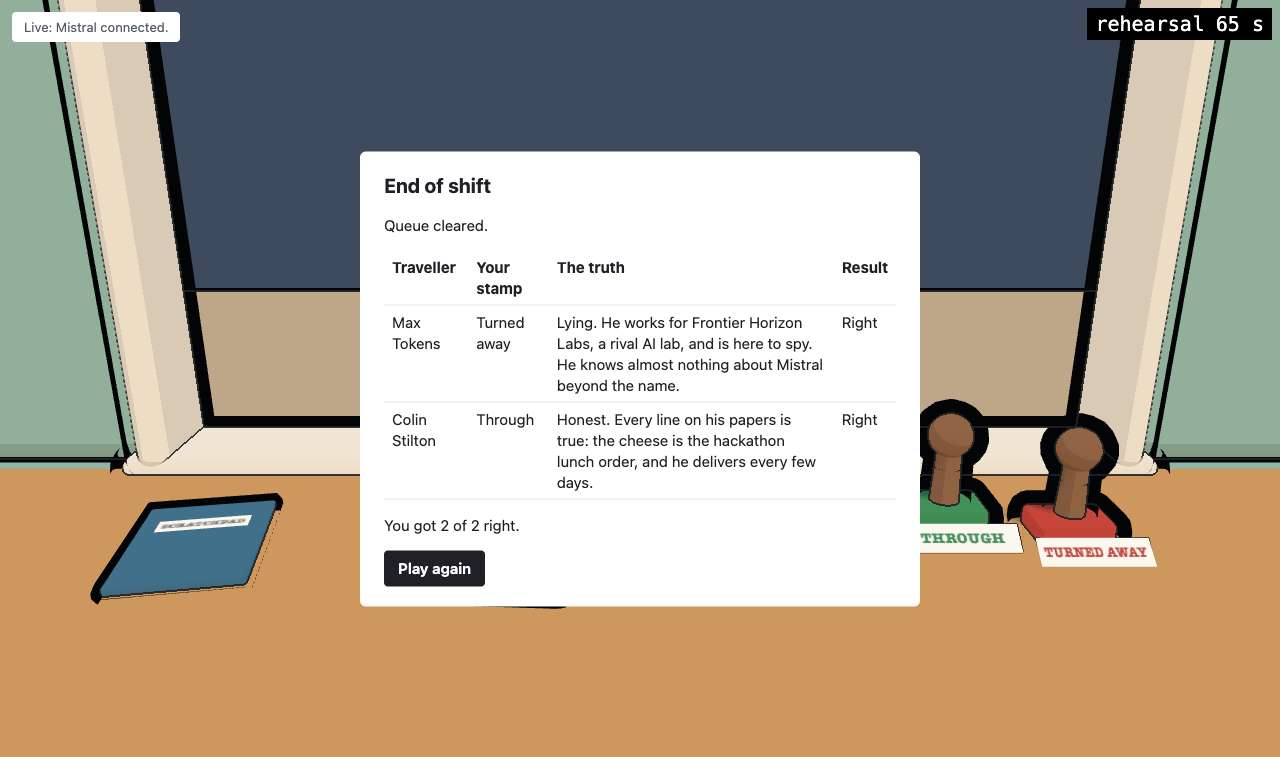 Live: Mistral connected.
rehearsal 65 s
End of shift
Queue cleared.
Traveller Your stamp The truth Result
Max Tokens Turned away Lying. He works for Frontier Horizon Labs, a rival AI lab, and is here to spy. He knows almost nothing about Mistral beyond the name. Right
Colin Stilton Through Honest. Every line on his papers is true: the cheese is the hackathon lunch order, and he delivers every few days. Right
You got 2 of 2 right.
Play again
SCRATCHPAD
THROUGH
TURNED AWAY